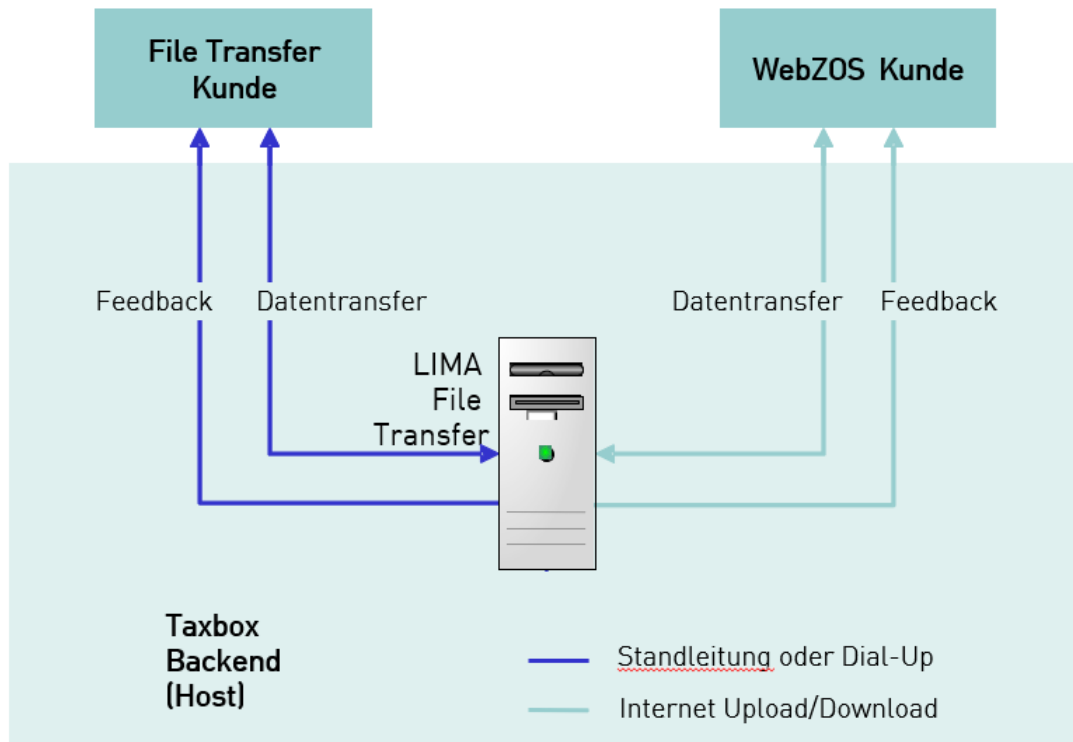 File Transfer
Kunde
WebZOS Kunde
Feedback
Datentransfer
Datentransfer
Feedback
LIMA
File
Transfer
Taxbox
Backend
(Host)
Standleitung oder Dial-Up
Internet Upload/Download